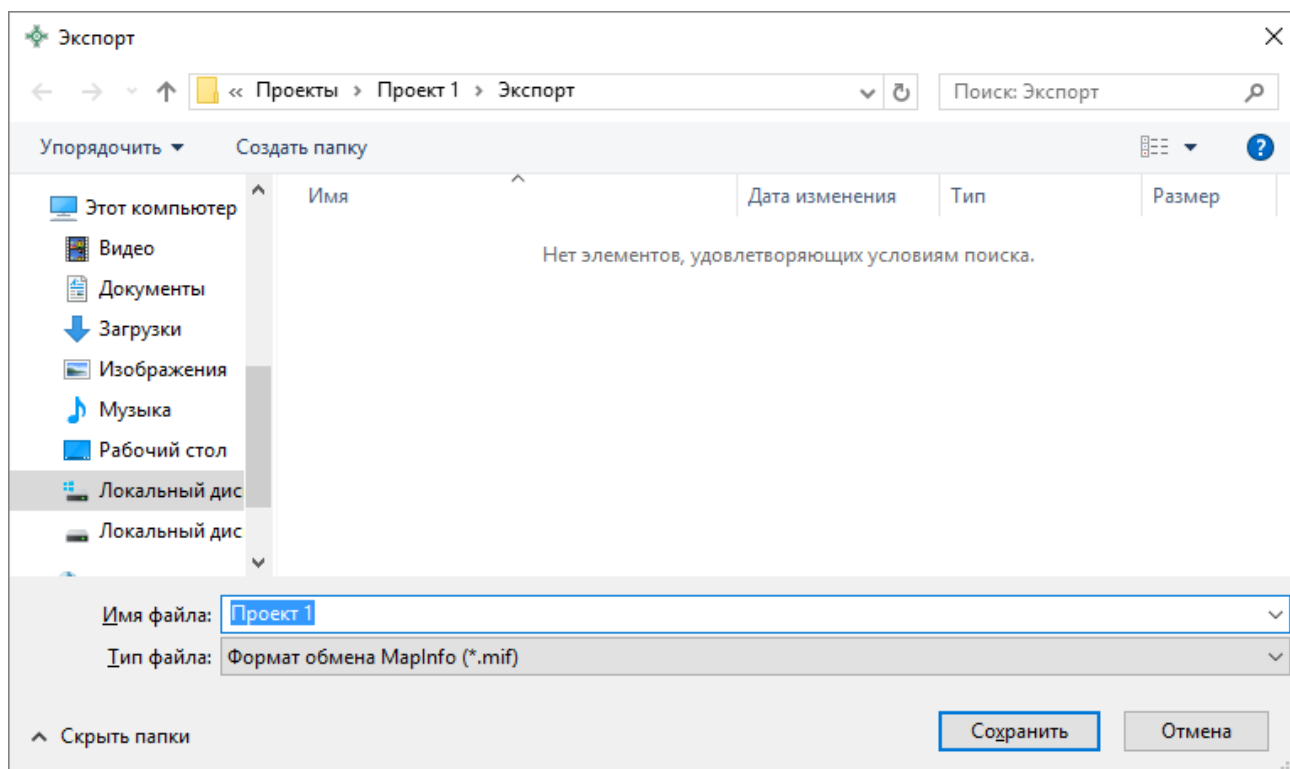 Экспорт
« Проекты > Проект 1 > Экспорт
Поиск: Экспорт
Упорядочить
Создать папку
Имя
Дата изменения
Тип
Размер
Этот компьютер
Видео
Документы
Загрузки
Изображения
Музыка
Рабочий стол
Локальный дис
Локальный дис
Нет элементов, удовлетворяющих условиям поиска.
Имя файла: Проект 1
Тип файла: Формат обмена MapInfo (*.mif)
Скрыть папки
Сохранить
Отмена